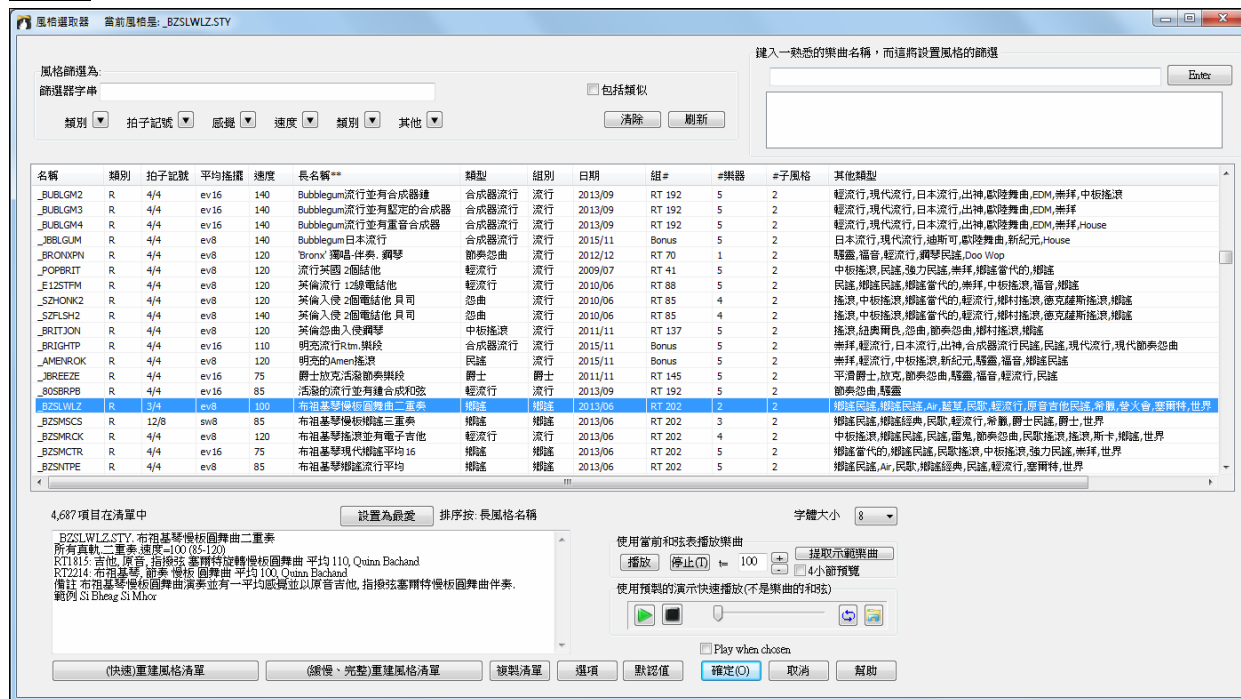 風格選取器 當前風格是: _BZSLWLZ.STY
鍵入一熟悉的樂曲名稱，而這將設置風格的篩選
Enter
風格篩選為:
篩選器字串
包括類似
類別 拍子記號 感覺 速度 類別 其他
清除 刷新
名稱 類別 拍子記號 平均搖擺 速度 長名稱** 類型 組別 日期 組# #樂器 #子風格 其他類型
_BUBLGM2 R 4/4 ev16 140 Bubblegum流行並有合成器鐘 合成器流行 流行 2013/09 RT 192 5 2 輕流行,現代流行,日本流行,出神,歐陸舞曲,EDM,崇拜,中板搖滾
_BUBLGM3 R 4/4 ev16 140 Bubblegum流行並有堅定的合成器 合成器流行 流行 2013/09 RT 192 5 2 輕流行,現代流行,日本流行,出神,歐陸舞曲,EDM,崇拜
_BUBLGM4 R 4/4 ev16 140 Bubblegum流行並有重音合成器 合成器流行 流行 2013/09 RT 192 5 2 輕流行,現代流行,日本流行,出神,歐陸舞曲,EDM,崇拜,House
_JBBLGUM R 4/4 ev8 140 Bubblegum日本流行 合成器流行 流行 2015/11 Bonus 5 2 日本流行,現代流行,迪斯可,歐陸舞曲,新紀元,House
_BRONXPN R 4/4 ev8 120 'Bronx' 獨唱-伴奏. 鋼琴 節奏怨曲 流行 2012/12 RT 70 1 2 騷靈,福音,輕流行,鋼琴民謠,Doo Wop
_POPBRIT R 4/4 ev8 120 流行英國 2個結他 輕流行 流行 2009/07 RT 41 5 2 中板搖滾,民謠,強力民謠,崇拜,鄉謠當代的,鄉謠
_E12STFM R 4/4 ev8 120 英倫流行 12線電結他 輕流行 流行 2010/06 RT 88 5 2 民謠,鄉謠民謠,鄉謠當代的,崇拜,中板搖滾,福音,鄉謠
_SZHONK2 R 4/4 ev8 120 英倫入侵 2個電結他 貝司 怨曲 流行 2010/06 RT 85 4 2 搖滾,中板搖滾,鄉謠當代的,輕流行,鄉村搖滾,德克薩斯搖滾,鄉謠
_SZFLSH2 R 4/4 ev8 140 英倫入侵 2個電結他 貝司 怨曲 流行 2010/06 RT 85 4 2 搖滾,中板搖滾,鄉謠當代的,輕流行,鄉村搖滾,德克薩斯搖滾,鄉謠
_BRITJON R 4/4 ev8 120 英倫怨曲入侵鋼琴 中板搖滾 流行 2011/11 RT 137 5 2 搖滾,紐奧爾良,怨曲,節奏怨曲,鄉村搖滾,鄉謠
_BRIGHTP R 4/4 ev16 110 明亮流行Rtm.樂段 合成器流行 流行 2015/11 Bonus 5 2 崇拜,輕流行,日本流行,出神,合成器流行民謠,民謠,現代流行,現代節奏怨曲
_AMENROK R 4/4 ev8 120 明亮的Amen搖滾 民謠 流行 2015/11 Bonus 5 2 崇拜,輕流行,中板搖滾,新紀元,騷靈,福音,鄉謠民謠
_JBREEZE R 4/4 ev16 75 爵士放克活潑節奏樂段 爵士 爵士 2011/11 RT 145 5 2 平滑爵士,放克,節奏怨曲,騷靈,福音,輕流行,民謠
_80SBRPB R 4/4 ev16 85 活潑的流行並有鐘合成和弦 輕流行 流行 2013/09 RT 192 5 2 節奏怨曲,騷靈
_BZSLWLZ R 3/4 ev8 100 布祖基琴慢板圓舞曲二重奏 鄉謠 鄉謠 2013/06 RT 202 2 2 鄉謠民謠,鄉謠民謠,Air,藍草,民歌,輕流行,原音吉他民謠,希臘,營火會,塞爾特,世界
_BZSMSCS R 12/8 sw8 85 布祖基琴慢板鄉謠三重奏 鄉謠 鄉謠 2013/06 RT 202 3 2 鄉謠民謠,鄉謠經典,民歌,輕流行,希臘,爵士民謠,爵士,世界
_BZSMRCK R 4/4 ev8 120 布祖基琴搖滾並有電子吉他 輕流行 流行 2013/06 RT 202 4 2 中板搖滾,鄉謠民謠,民謠,雷鬼,節奏怨曲,民歌搖滾,搖滾,斯卡,鄉謠,世界
_BZSMCTR R 4/4 ev16 75 布祖基琴現代鄉謠平均16 鄉謠 鄉謠 2013/06 RT 202 5 2 鄉謠當代的,鄉謠民謠,民歌搖滾,中板搖滾,強力民謠,崇拜,世界
_BZSNTPE R 4/4 ev8 85 布祖基琴鄉謠流行平均 鄉謠 鄉謠 2013/06 RT 202 5 2 鄉謠民謠,Air,民歌,鄉謠經典,民謠,輕流行,塞爾特,世界
4,687項目在清單中 設置為最愛 排序按: 長風格名稱 字體大小 8
_BZSLWLZ.STY. 布祖基琴慢板圓舞曲二重奏
所有真軌.二重奏.速度=100 (85-120)
RT1815: 吉他, 原音, 指撥弦 塞爾特旋轉慢板圓舞曲 平均 110, Quinn Bachand
RT2214: 布祖基琴, 節奏 慢板 圓舞曲 平均 100, Quinn Bachand
備註 布祖基琴慢板圓舞曲演奏並有一平均感覺並以原音吉他, 指撥弦塞爾特慢板圓舞曲伴奏.
範例 Si Bheag Si Mhor
使用當前和弦表播放樂曲
播放 停止(T) t= 100 + - 提取示範樂曲
4小節預覽
使用預製的演示快速播放(不是樂曲的和弦)
Play when chosen
(快速)重建風格清單 (緩慢、完整)重建風格清單 複製清單 選項 默認值 確定(O) 取消 幫助